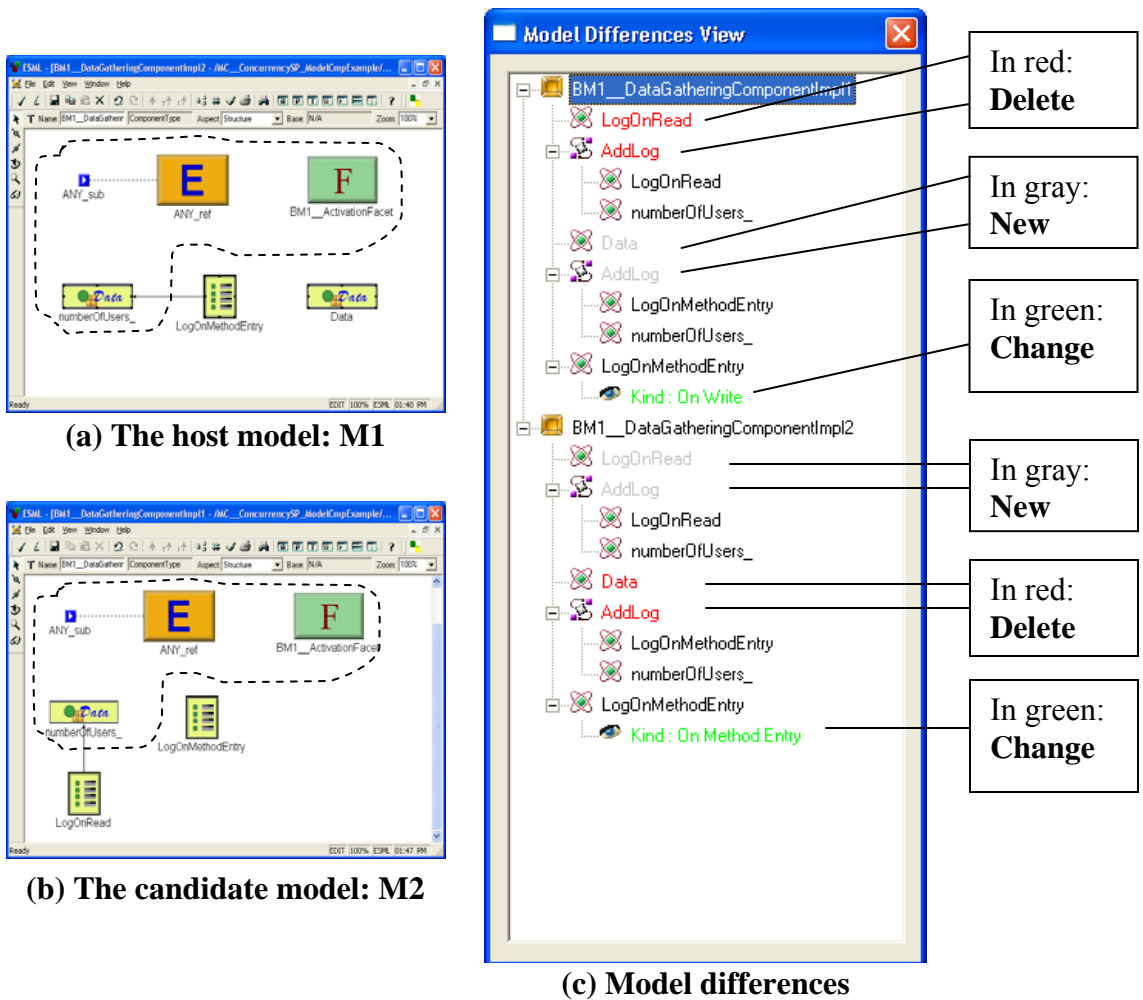 ESML - [BM1__DataGatheringComponentImpl2 - /MC__ConcurrencySP_ModelCmpExample/...
File Edit View Window Help
Name: BM1__DataGatherir ComponentType Aspect: Structure Base: N/A Zoom: 100%
ANY_sub
E
ANY_ref
F
BM1__ActivationFacet
Data
numberOfUsers_
LogOnMethodEntry
Data
Data
Ready
EDIT 100% ESML 01:40 PM
(a) The host model: M1
ESML - [BM1__DataGatheringComponentImpl1 - /MC__ConcurrencySP_ModelCmpExample/...
File Edit View Window Help
Name: BM1__DataGatherir ComponentType Aspect: Structure Base: N/A Zoom: 100%
ANY_sub
E
ANY_ref
F
BM1__ActivationFacet
Data
numberOfUsers_
LogOnMethodEntry
LogOnRead
Ready
EDIT 100% ESML 01:47 PM
(b) The candidate model: M2
Model Differences View
BM1__DataGatheringComponentImpl1
LogOnRead
AddLog
LogOnRead
numberOfUsers_
Data
AddLog
LogOnMethodEntry
numberOfUsers_
LogOnMethodEntry
Kind : On Write
BM1__DataGatheringComponentImpl2
LogOnRead
AddLog
LogOnRead
numberOfUsers_
Data
AddLog
LogOnMethodEntry
numberOfUsers_
LogOnMethodEntry
Kind : On Method Entry
(c) Model differences
In red:
Delete
In gray:
New
In green:
Change
In gray:
New
In red:
Delete
In green:
Change